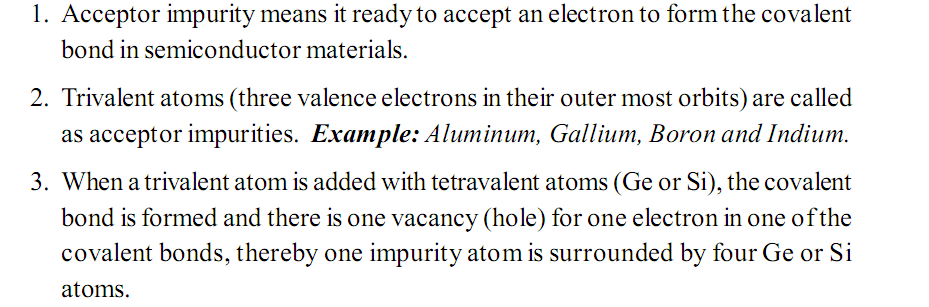 1. Acceptor impurity means it ready to accept an electron to form the covalent
bond in semiconductor materials.
2. Trivalent atoms (three valence electrons in their outer most orbits) are called
as acceptor impurities. Example: Aluminum, Gallium, Boron and Indium.
3. When a trivalent atom is added with tetravalent atoms (Ge or Si), the covalent
bond is formed and there is one vacancy (hole) for one electron in one of the
covalent bonds, thereby one impurity atom is surrounded by four Ge or Si
atoms.